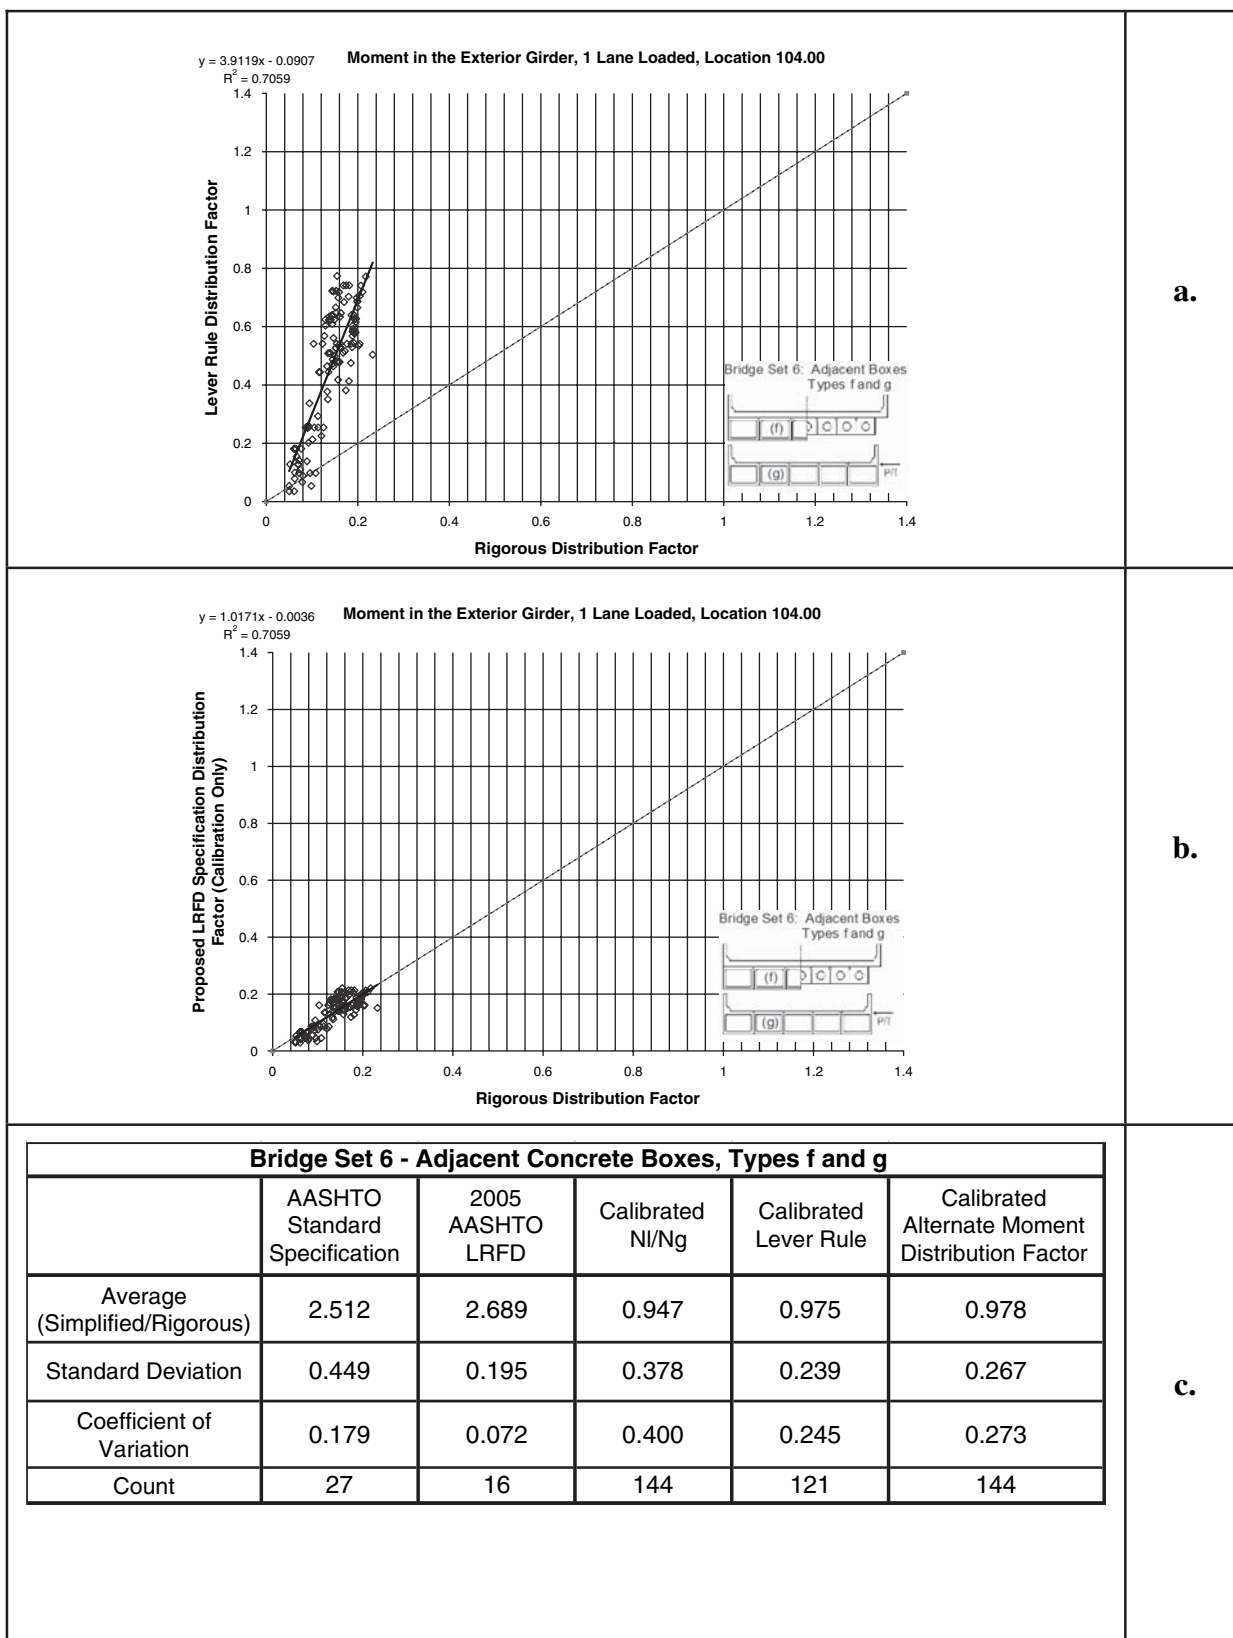 y = 3.9119x - 0.0907
R2 = 0.7059
Moment in the Exterior Girder, 1 Lane Loaded, Location 104.00
1.4
1.2
1
0.8
0.6
0.4
0.2
0
0 0.2 0.4 0.6 0.8 1 1.2 1.4
Lever Rule Distribution Factor
Rigorous Distribution Factor
Bridge Set 6: Adjacent Boxes
Types f and g
(f)
(g)
P/T
a.
y = 1.0171x - 0.0036
R2 = 0.7059
Moment in the Exterior Girder, 1 Lane Loaded, Location 104.00
1.4
1.2
1
0.8
0.6
0.4
0.2
0
0 0.2 0.4 0.6 0.8 1 1.2 1.4
Proposed LRFD Specification Distribution
Factor (Calibration Only)
Rigorous Distribution Factor
Bridge Set 6: Adjacent Boxes
Types f and g
(f)
(g)
P/T
b.
Bridge Set 6 - Adjacent Concrete Boxes, Types f and g
AASHTO Standard Specification 2005 AASHTO LRFD Calibrated Nl/Ng Calibrated Lever Rule Calibrated Alternate Moment Distribution Factor
Average (Simplified/Rigorous) 2.512 2.689 0.947 0.975 0.978
Standard Deviation 0.449 0.195 0.378 0.239 0.267
Coefficient of Variation 0.179 0.072 0.400 0.245 0.273
Count 27 16 144 121 144
c.